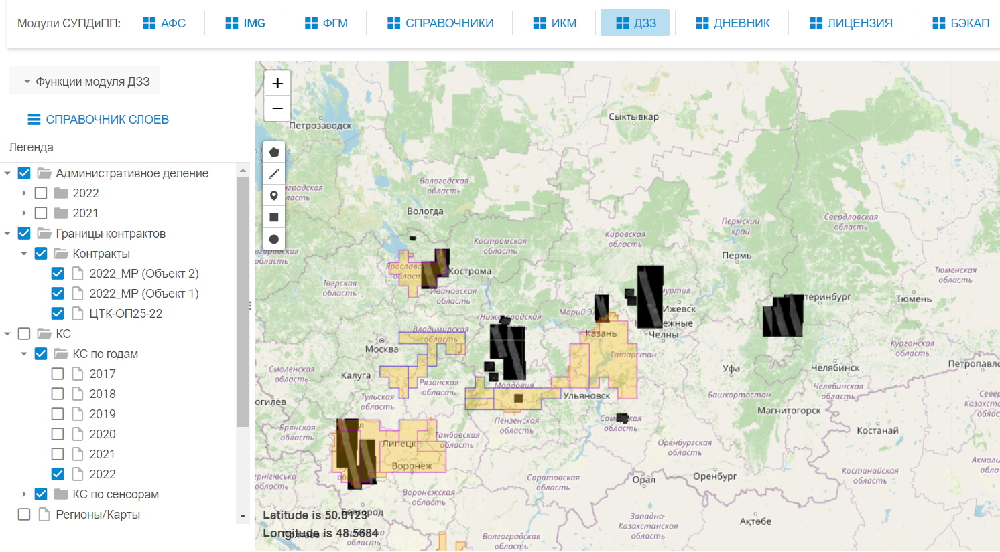 Модули СУПДиПП: АФС IMG ФГМ СПРАВОЧНИКИ ИКМ ДЗЗ ДНЕВНИК ЛИЦЕНЗИЯ БЭКАП
Функции модуля ДЗЗ
СПРАВОЧНИК СЛОЕВ
Легенда
Административное деление
2022
2021
Границы контрактов
Контракты
2022_МР (Объект 2)
2022_МР (Объект 1)
ЦТК-ОП25-22
КС
КС по годам
2017
2018
2019
2020
2021
2022
КС по сенсорам
Регионы/Карты
+
−
Петрозаводск
Сыктывкар
Вологодская
область
Вологда
Костромская
область
Кировская
область
Пермский
край
Свердловская
область
Пермь
Кострома
Тверская
область
Ивановская
область
Тюменская
область
Тюмень
Ижевск
Челны
Казань
Татарстан
Владимирская
область
Москва
Смоленская
область
Калуга
Рязанская
область
Тульская
область
Мордовия
Ульяновск
Уфа
Челябинск
Курганская
область
Петропавло
Челябинская
область
Башкортостан
Магнитогорск
Брянская
область
Пензенская
область
Тамбовская
область
Липецк
Воронеж
Костанай
Оренбургская
область
Орал
Оренбург
Саратовская
область
Воронежская
область
Костанайская
область
Западно-
Казахстанская
область
Ақтөбе
Волгоградская
область
Latitude is 50.0123
Longitude is 48.5684